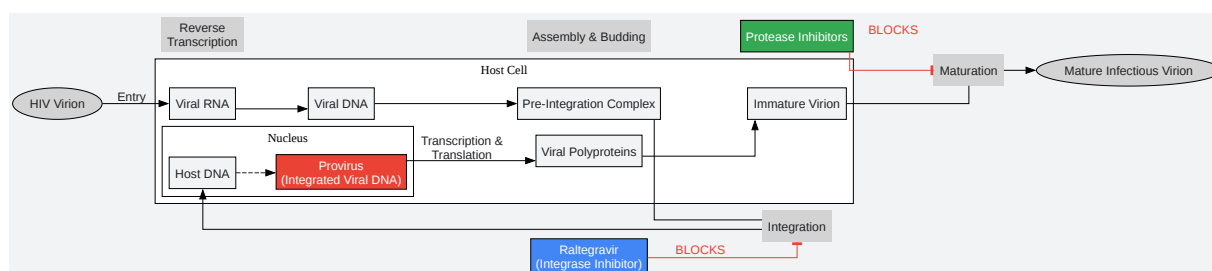 Reverse
Transcription
Assembly & Budding
Protease Inhibitors
BLOCKS
Host Cell
Maturation
Mature Infectious Virion
HIV Virion
Entry
Viral RNA
Viral DNA
Pre-Integration Complex
Immature Virion
Nucleus
Transcription &
Translation
Viral Polyproteins
Host DNA
Provirus
(Integrated Viral DNA)
Integration
Raltegravir
(Integrase Inhibitor)
BLOCKS